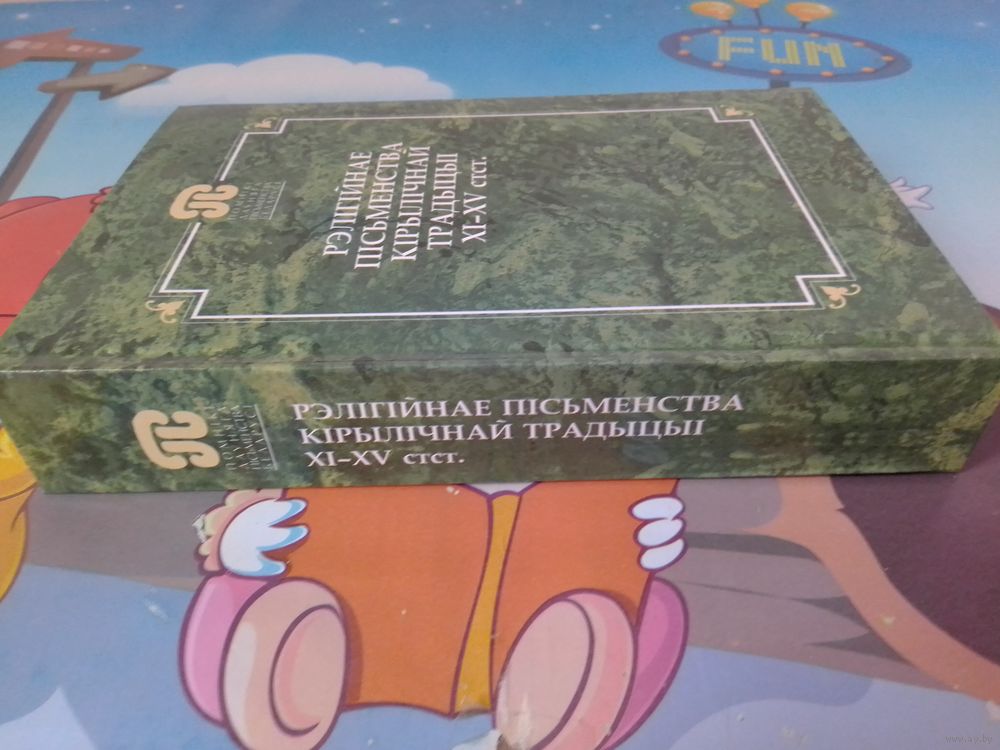 FUN
РЭЛІГІЙНАЕ
ПІСЬМЕНСТВА
КІРЫЛІЧНАЙ
ТРАДЫЦЫІ
XI–XV стст.
РЭЛІГІЙНАЕ ПІСЬМЕНСТВА
КІРЫЛІЧНАЙ ТРАДЫЦЫІ
XI–XV стст.